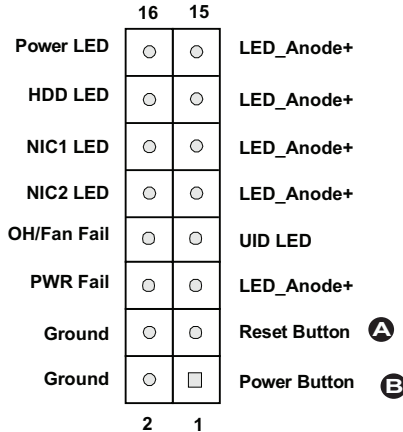 16 15
Power LED LED_Anode+
HDD LED LED_Anode+
NIC1 LED LED_Anode+
NIC2 LED LED_Anode+
OH/Fan Fail UID LED
PWR Fail LED_Anode+
Ground Reset Button A
Ground Power Button B
2 1